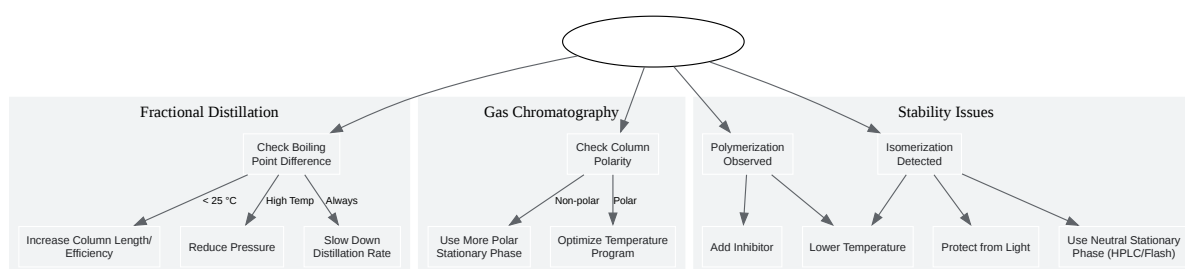 Fractional Distillation
Gas Chromatography
Stability Issues
Check Boiling
Point Difference
Check Column
Polarity
Polymerization
Observed
Isomerization
Detected
< 25 °C
High Temp
Always
Non-polar
Polar
Increase Column Length/
Efficiency
Reduce Pressure
Slow Down
Distillation Rate
Use More Polar
Stationary Phase
Optimize Temperature
Program
Add Inhibitor
Lower Temperature
Protect from Light
Use Neutral Stationary
Phase (HPLC/Flash)